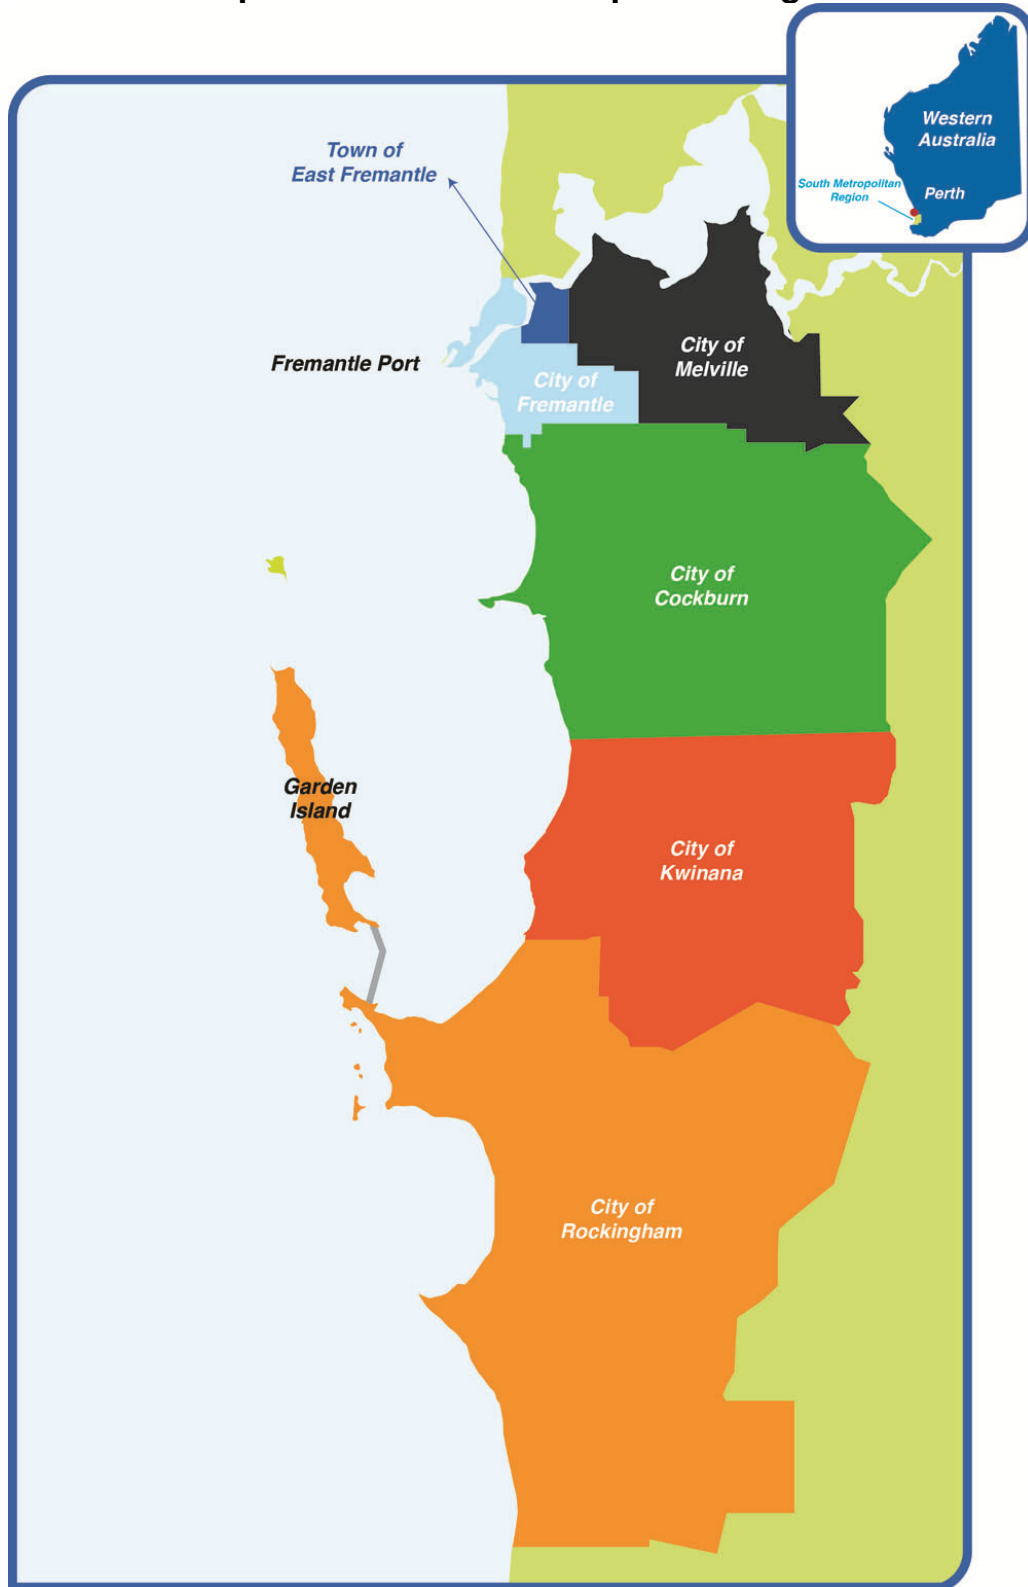 Western
Australia
South Metropolitan
Region
Perth
Town of
East Fremantle
Fremantle Port
City of
Melville
City of
Fremantle
City of
Cockburn
Garden
Island
City of
Kwinana
City of
Rockingham